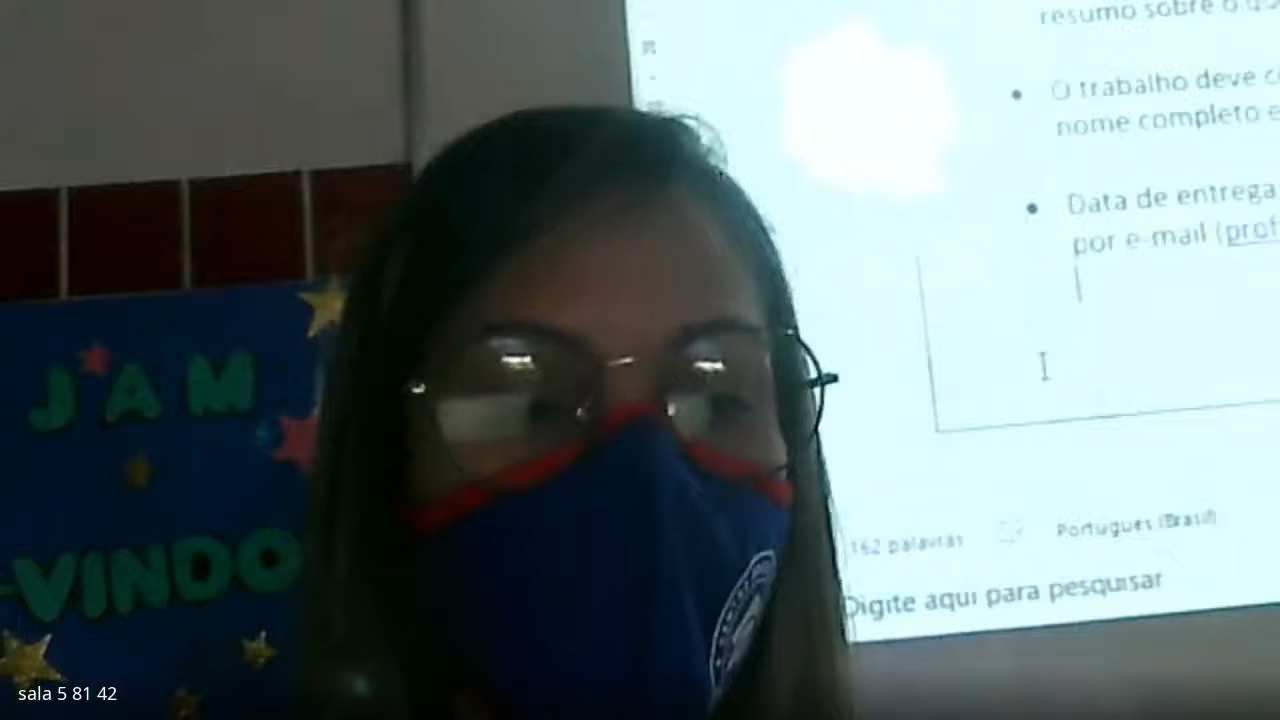 resumo sobre o
O trabalho deve
nome completo e
Data de entrega
por e-mail (prof
JAM
-VINDO
162 palavras
Português (Brasil)
Digite aqui para pesquisar
sala 5 81 42